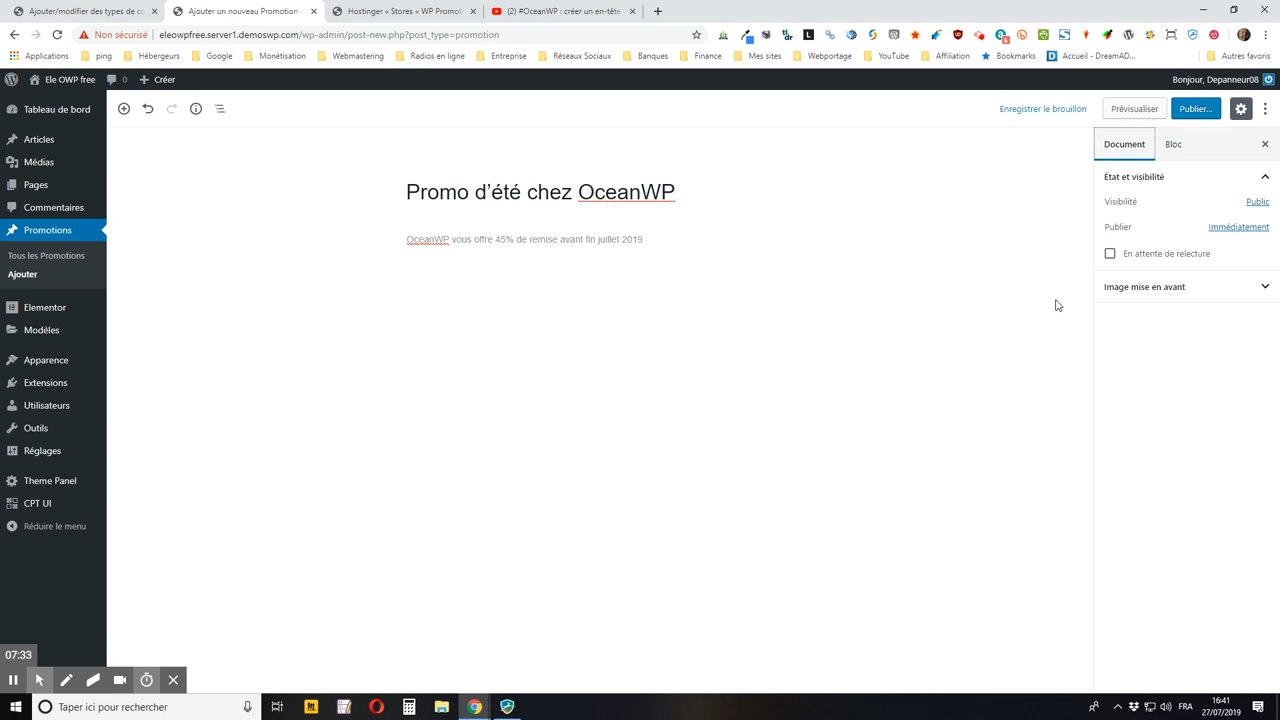 Ajouter/modifier des types de co
Ajouter un nouveau Promotion ‹
Hostinger « Stores « WP Promot
(2) #OceanWP : créer un en-tête
Non sécurisé | eleowpfree.server1.demoswp.com/wp-admin/post-new.php?post_type=promotion
Applications
ping
Hébergeurs
Google
Monétisation
Webmastering
Radios en ligne
Entreprise
Réseaux Sociaux
Banques
Finance
Mes sites
Webportage
YouTube
Affiliation
Bookmarks
Accueil - DreamAD...
Autres favoris
Ele OWP free
0
Créer
Bonjour, Depanneur08
Tableau de bord
Articles
Médias
Pages
Commentaires
Promotions
Tous les Promotions
Ajouter
Elementor
Modèles
Apparence
Extensions
Utilisateurs
Outils
Réglages
Theme Panel
CPT UI
Réduire le menu
Enregistrer le brouillon
Prévisualiser
Publier...
Promo d'été chez OceanWP
OceanWP vous offre 45% de remise avant fin juillet 2019
Document
Bloc
État et visibilité
Visibilité
Public
Publier
Immédiatement
En attente de relecture
Image mise en avant
07:33
Taper ici pour rechercher
FRA
16:41
27/07/2019